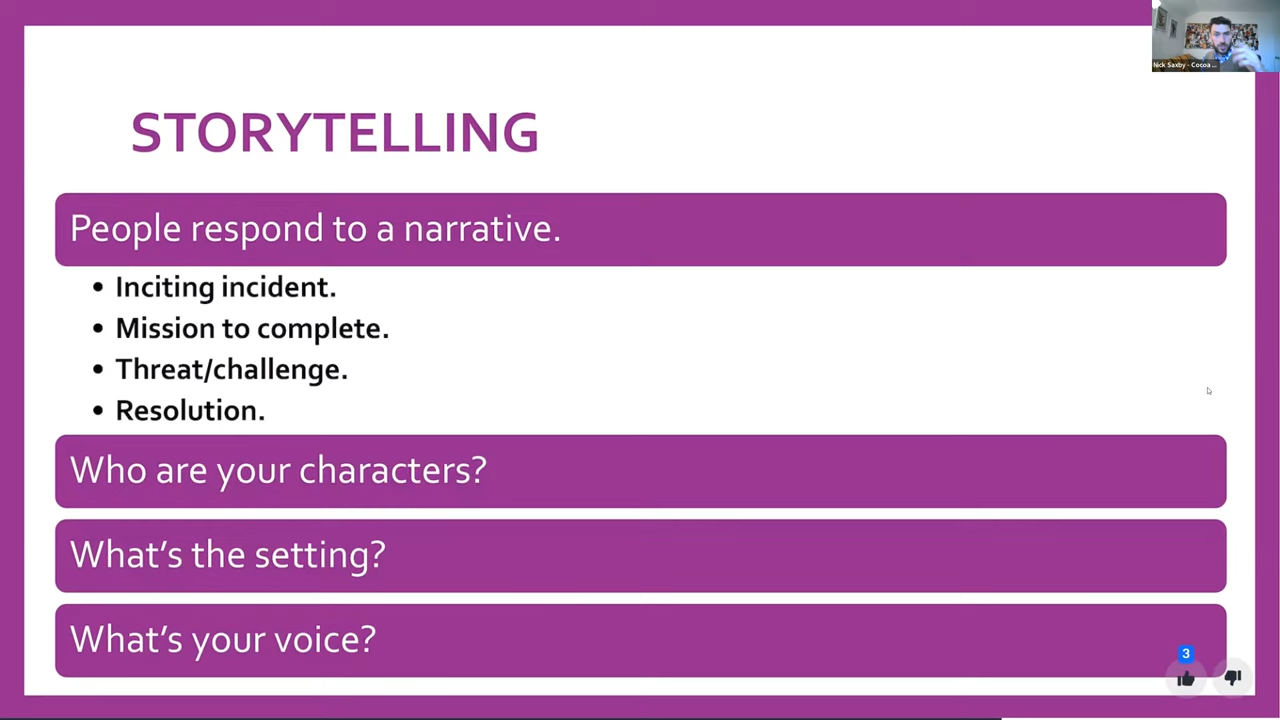 Nick Saxby - Cocoa ...
STORYTELLING
People respond to a narrative.
• Inciting incident.
• Mission to complete.
• Threat/challenge.
• Resolution.
Who are your characters?
What's the setting?
What's your voice?
3